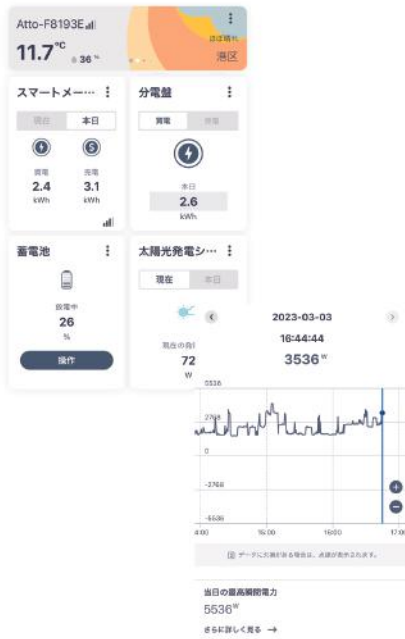 Atto-F8193E
11.7℃
36 %
ほぼ晴れ
港区
スマートメー…
現在 本日
買電 売電
2.4 3.1
kWh kWh
分電盤
買電 売電
本日
2.6
kWh
蓄電池
放電中
26
%
操作
太陽光発電シ…
現在 本日
72
W
2023-03-03
16:44:44
3536 W
5536
2768
0
-2768
-5536
15:00 16:00 17:00
データに欠測がある場合は、点線が表示されます。
当日の最高瞬間電力
5536 W
さらに詳しく見る →